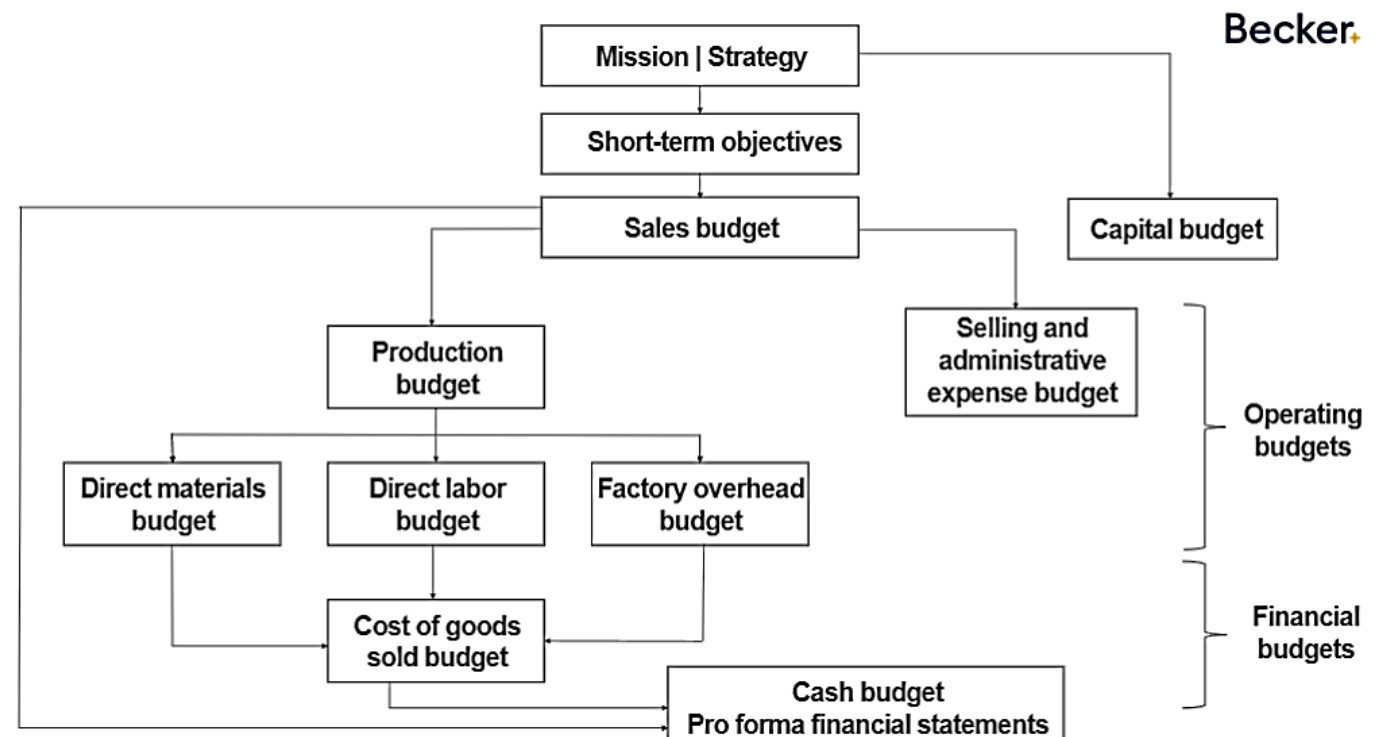 Becker
Mission | Strategy
Short-term objectives
Sales budget
Capital budget
Production
budget
Selling and
administrative
expense budget
Operating
budgets
Direct materials
budget
Direct labor
budget
Factory overhead
budget
Cost of goods
sold budget
Financial
budgets
Cash budget
Pro forma financial statements